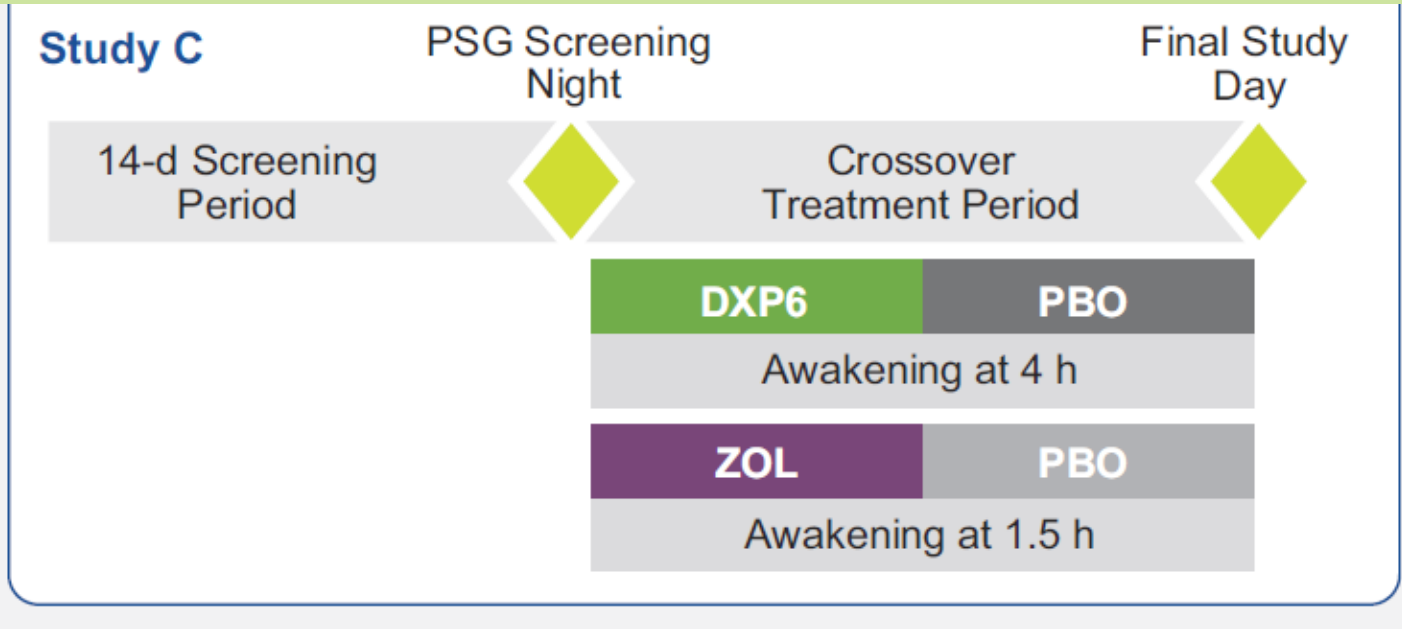 Study C
PSG Screening
Night
Final Study
Day
14-d Screening
Period
Crossover
Treatment Period
DXP6
PBO
Awakening at 4 h
ZOL
PBO
Awakening at 1.5 h